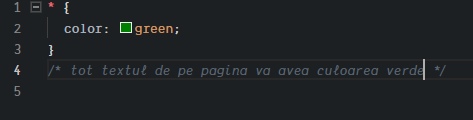 1 * {
2 color: green;
3 }
4 /* tot textul de pe pagina va avea culoarea verde */
5